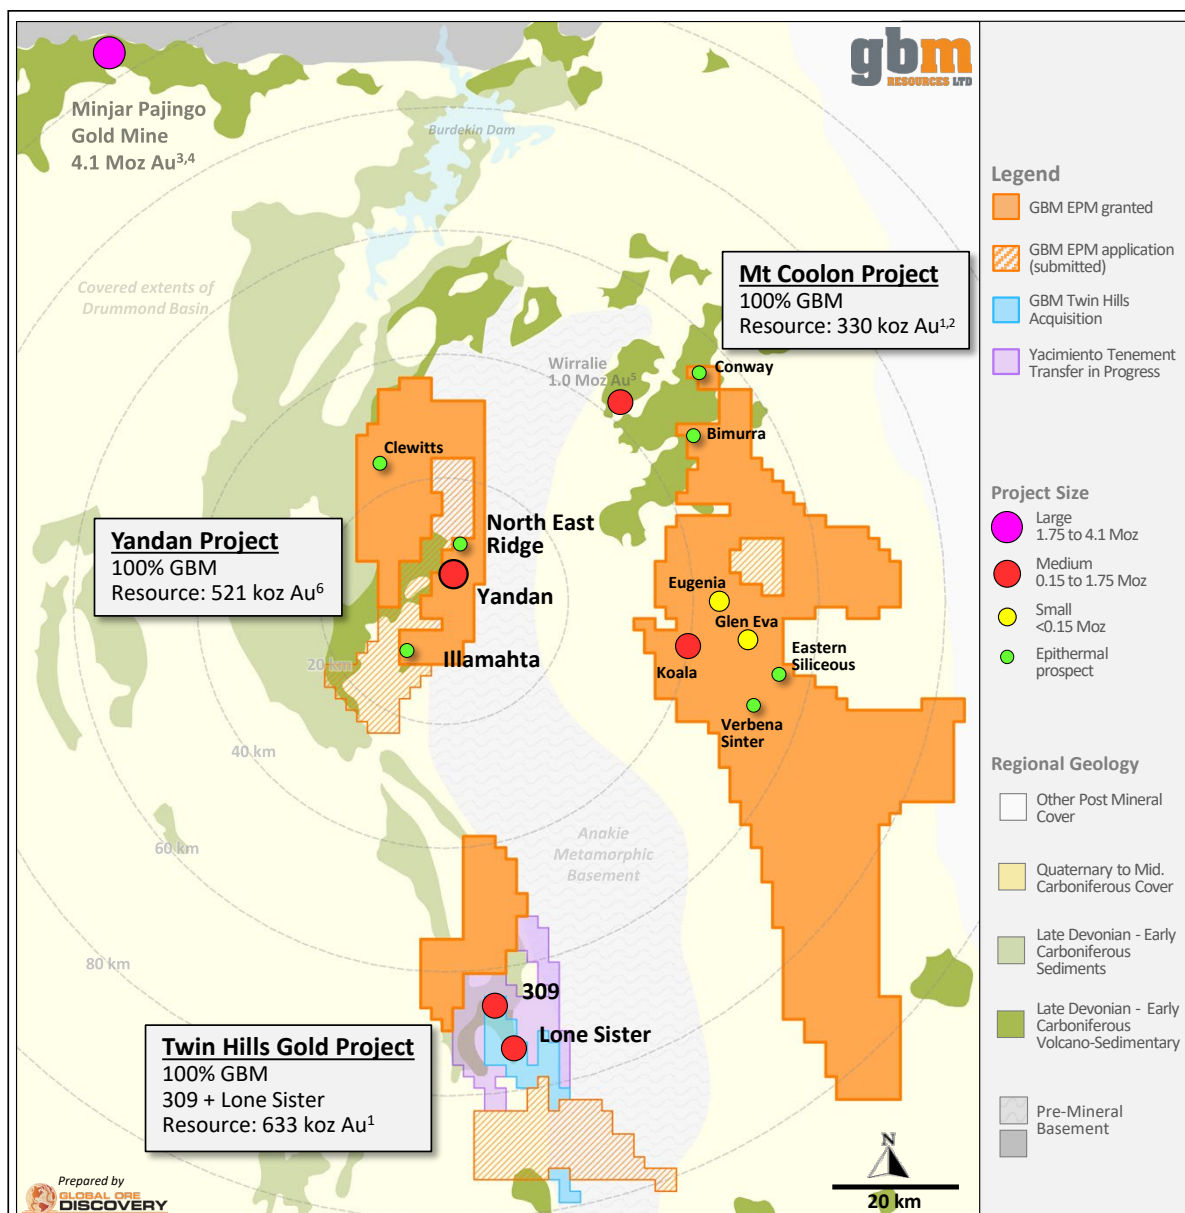 gbm
RESOURCES LTD
Minjar Pajingo
Gold Mine
4.1 Moz Au3,4
Burdekin Dam
Covered extents of
Drummond Basin
Mt Coolon Project
100% GBM
Resource: 330 koz Au1,2
Wirralie
1.0 Moz Au5
Conway
Bimurra
Clewitts
North East
Ridge
Yandan Project
100% GBM
Resource: 521 koz Au6
Yandan
Eugenia
Glen Eva
Illamahta
Koala
Eastern
Siliceous
Verbena
Sinter
20 km
40 km
60 km
80 km
Anakie
Metamorphic
Basement
309
Lone Sister
Twin Hills Gold Project
100% GBM
309 + Lone Sister
Resource: 633 koz Au1
Prepared by
GLOBAL ORE
DISCOVERY
N
20 km
Legend
GBM EPM granted
GBM EPM application
(submitted)
GBM Twin Hills
Acquisition
Yacimiento Tenement
Transfer in Progress
Project Size
Large
1.75 to 4.1 Moz
Medium
0.15 to 1.75 Moz
Small
<0.15 Moz
Epithermal
prospect
Regional Geology
Other Post Mineral
Cover
Quaternary to Mid.
Carboniferous Cover
Late Devonian - Early
Carboniferous
Sediments
Late Devonian - Early
Carboniferous
Volcano-Sedimentary
Pre-Mineral
Basement